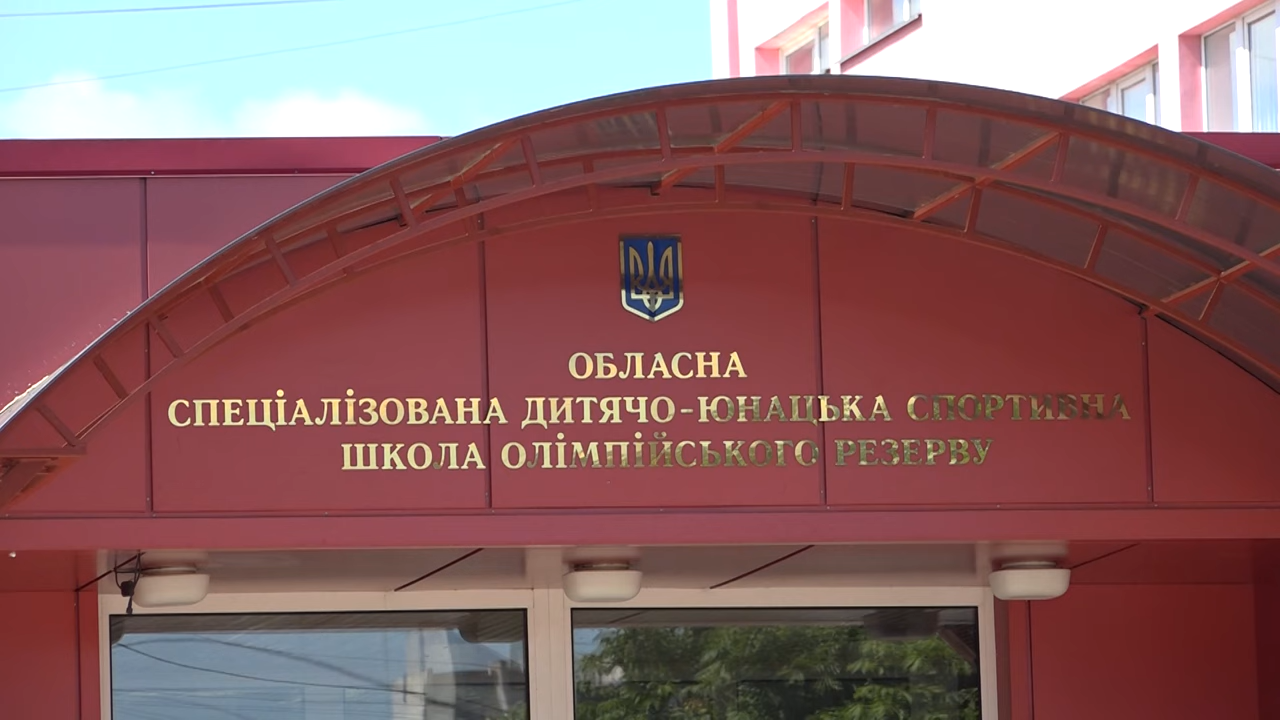 ОБЛАСНА
СПЕЦІАЛІЗОВАНА ДИТЯЧО-ЮНАЦЬКА СПОРТИВНА
ШКОЛА ОЛІМПІЙСЬКОГО РЕЗЕРВУ